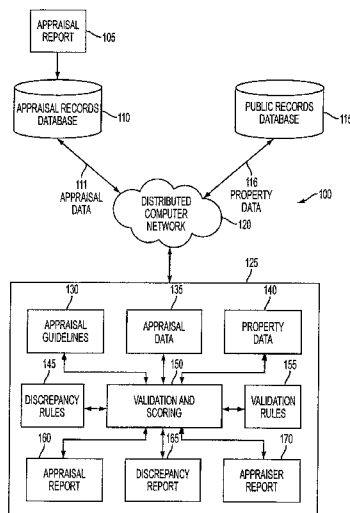 APPRAISAL
REPORT
105
APPRAISAL RECORDS
DATABASE
110
PUBLIC RECORDS
DATABASE
115
111
APPRAISAL
DATA
116
PROPERTY
DATA
DISTRIBUTED
COMPUTER
NETWORK
120
100
125
130
135
140
APPRAISAL
GUIDELINES
APPRAISAL
DATA
PROPERTY
DATA
145
150
155
DISCREPANCY
RULES
VALIDATION AND
SCORING
VALIDATION
RULES
160
165
170
APPRAISAL
REPORT
DISCREPANCY
REPORT
APPRAISER
REPORT